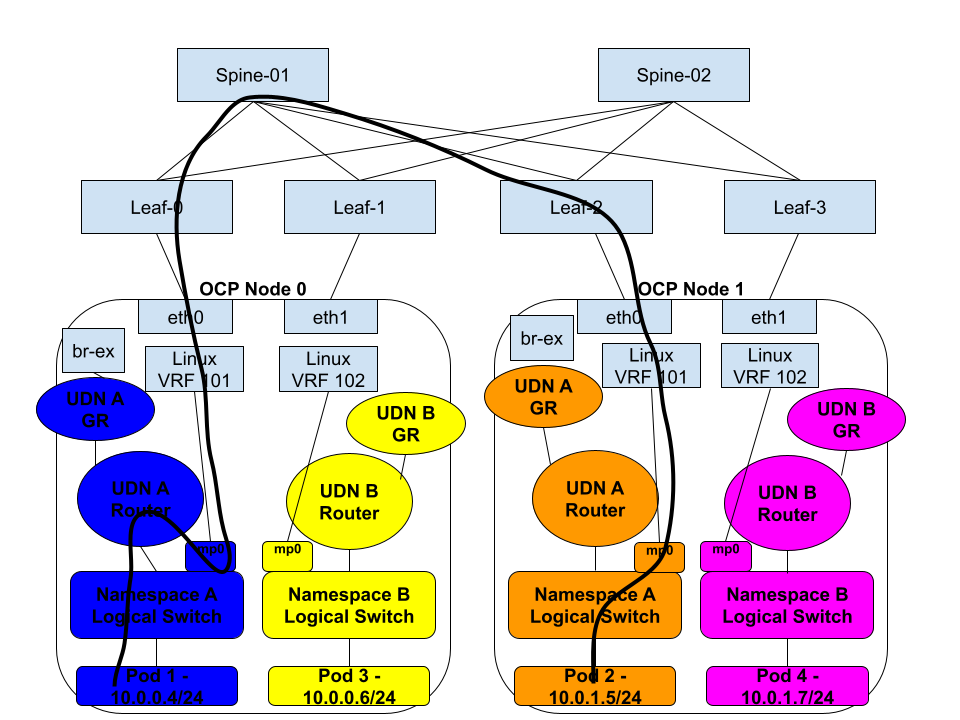 Spine-01
Spine-02
Leaf-0
Leaf-1
Leaf-2
Leaf-3
OCP Node 0
OCP Node 1
eth0
eth1
eth0
eth1
br-ex
Linux
VRF 101
Linux
VRF 102
br-ex
Linux
VRF 101
Linux
VRF 102
UDN A
GR
UDN B
GR
UDN A
GR
UDN B
GR
UDN A
Router
UDN B
Router
UDN A
Router
UDN B
Router
mp0
mp0
mp0
mp0
Namespace A
Logical Switch
Namespace B
Logical Switch
Namespace A
Logical Switch
Namespace B
Logical Switch
Pod 1 -
10.0.0.4/24
Pod 3 -
10.0.0.6/24
Pod 2 -
10.0.1.5/24
Pod 4 -
10.0.1.7/24